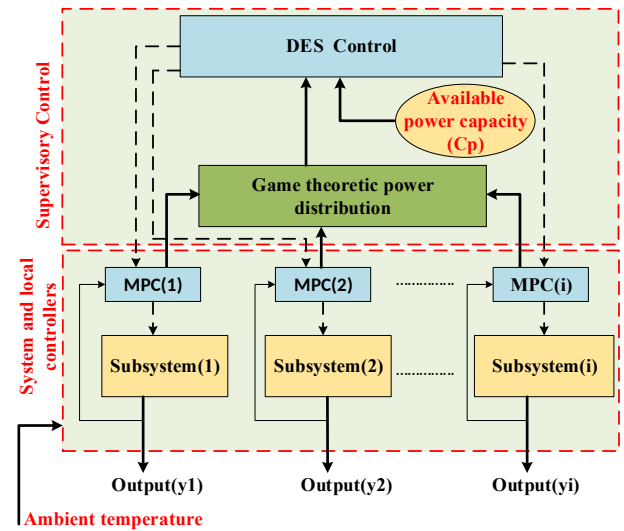 DES Control
Available
power capacity
(Cp)
Supervisory Control
Game theoretic power
distribution
System and local
controllers
MPC(1)
MPC(2)
MPC(i)
Subsystem(1)
Subsystem(2)
Subsystem(i)
Output(y1)
Output(y2)
Output(yi)
Ambient temperature